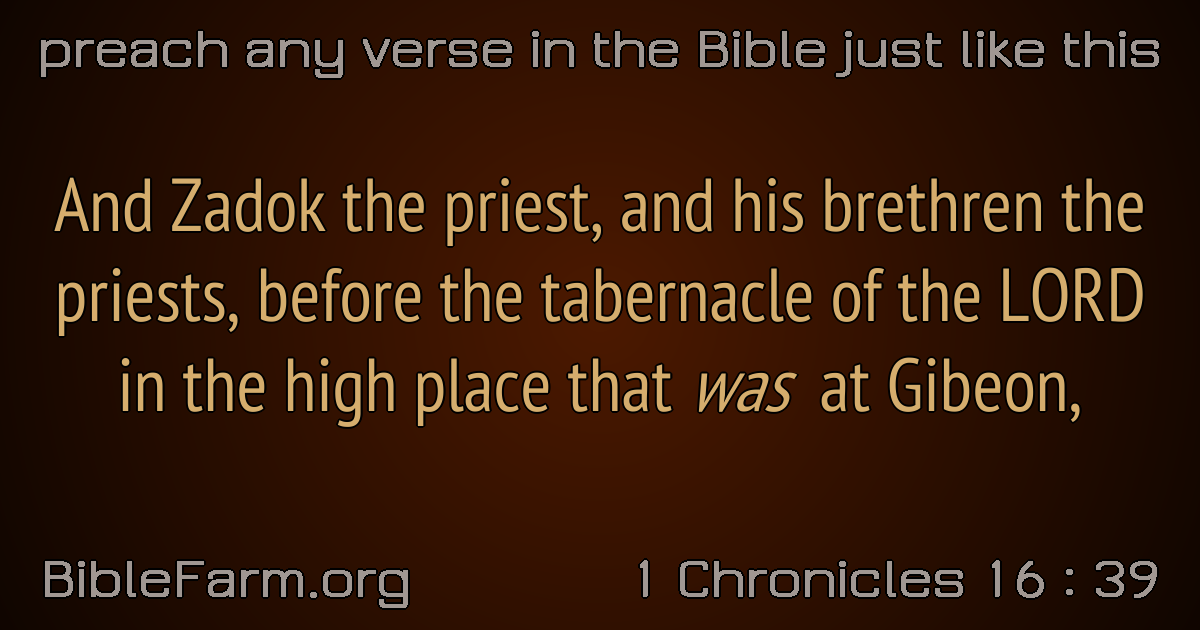 preach any verse in the Bible just like this
And Zadok the priest, and his brethren the
priests, before the tabernacle of the LORD
in the high place that was at Gibeon,
BibleFarm.org
1 Chronicles 16 : 39